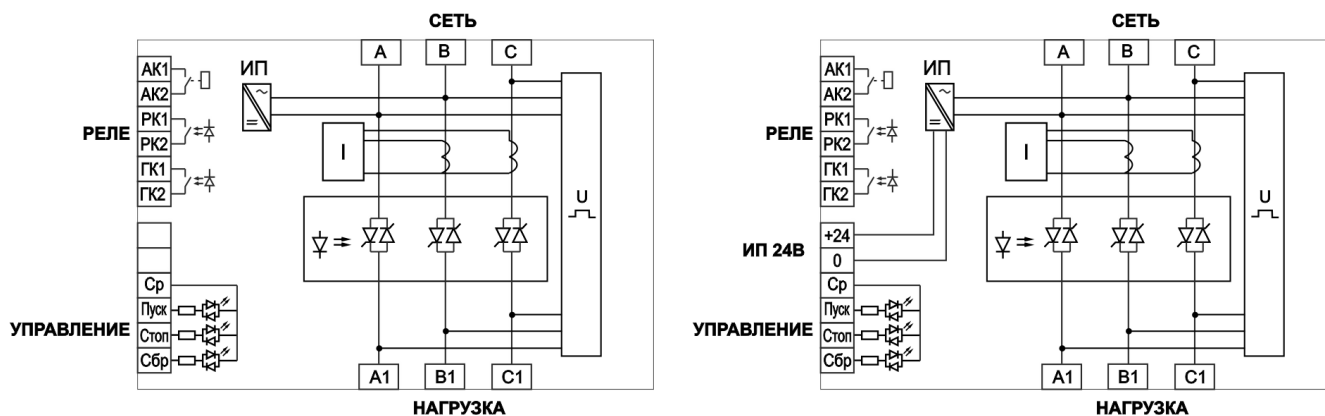 СЕТЬ
A B C
АК1
АК2
РЕЛЕ
РК1
РК2
ГК1
ГК2
ИП
~
=
I
U
Ср
УПРАВЛЕНИЕ
Пуск
Стоп
Сбр
A1 B1 C1
НАГРУЗКА
СЕТЬ
A B C
АК1
АК2
РЕЛЕ
РК1
РК2
ГК1
ГК2
ИП
~
=
I
U
ИП 24В
+24
0
Ср
УПРАВЛЕНИЕ
Пуск
Стоп
Сбр
A1 B1 C1
НАГРУЗКА